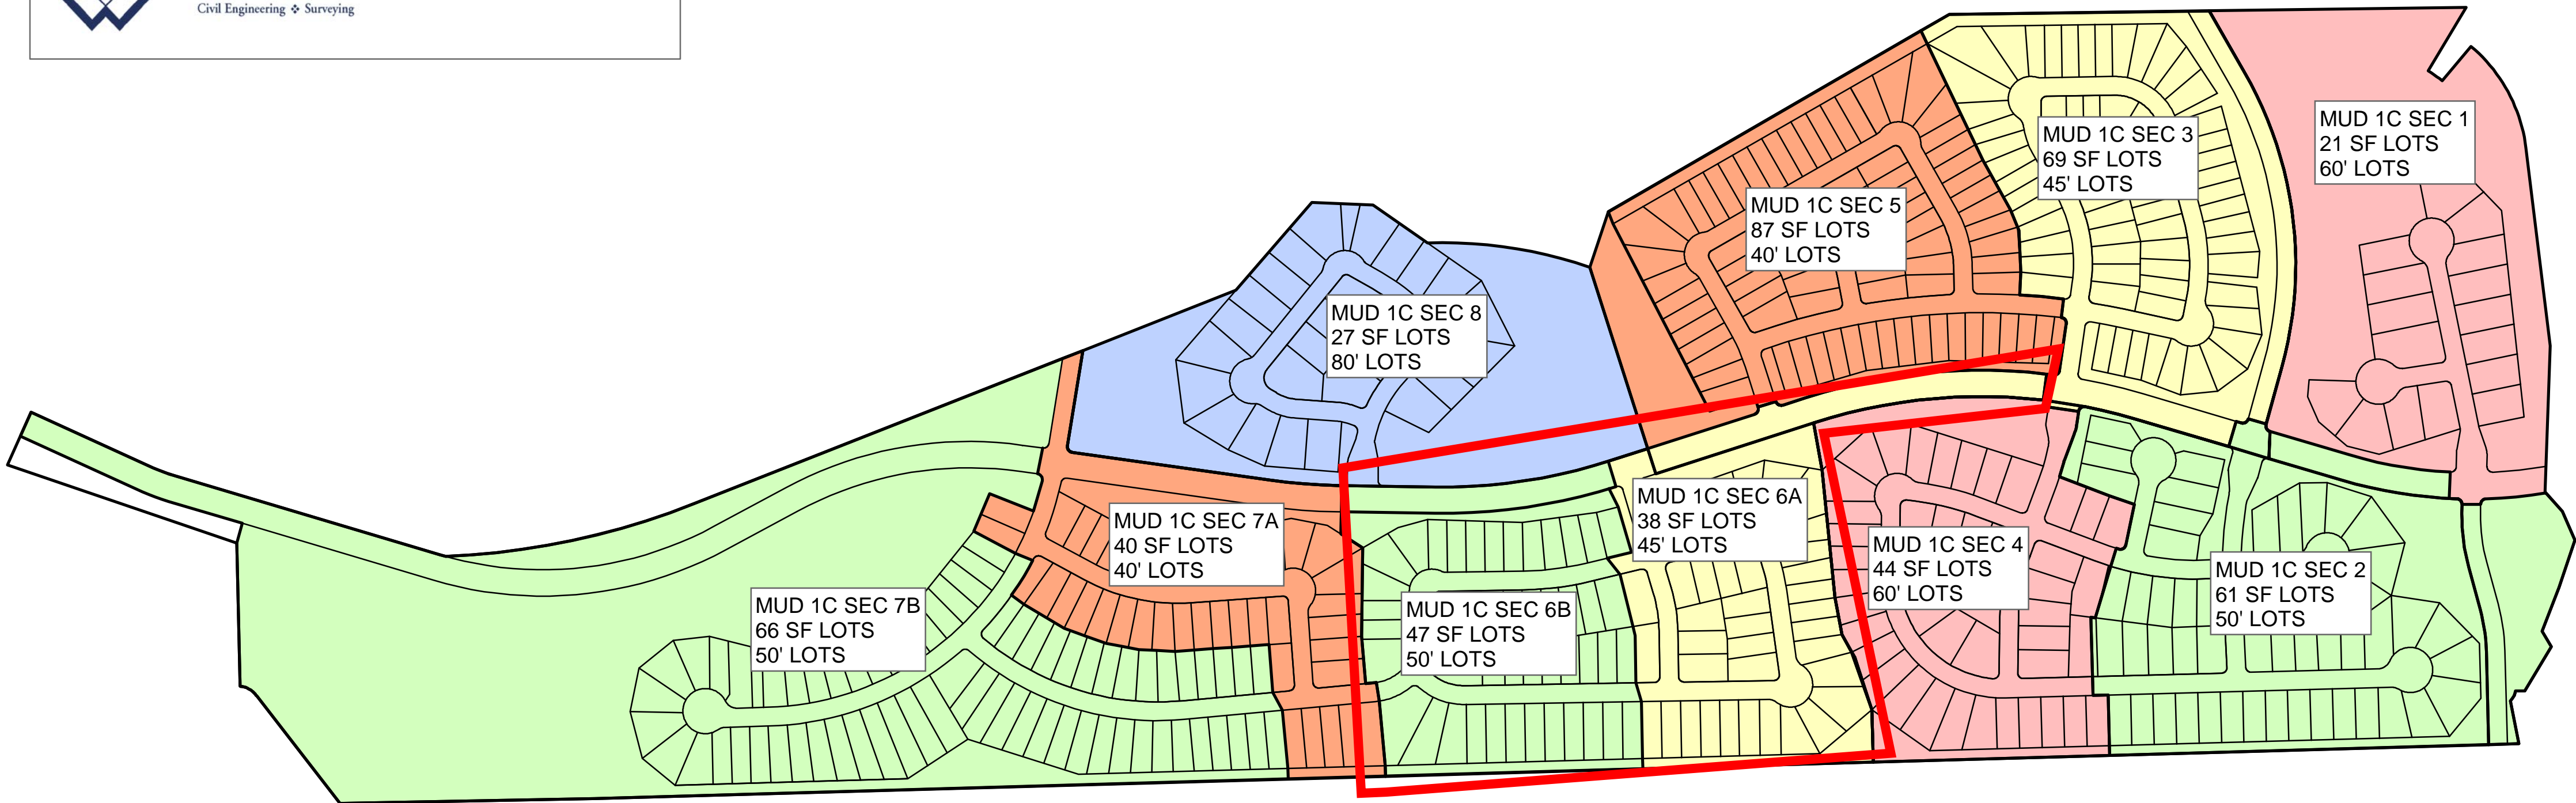 Civil Engineering ❖ Surveying
MUD 1C SEC 1
21 SF LOTS
60' LOTS
MUD 1C SEC 3
69 SF LOTS
45' LOTS
MUD 1C SEC 5
87 SF LOTS
40' LOTS
MUD 1C SEC 8
27 SF LOTS
80' LOTS
MUD 1C SEC 6A
38 SF LOTS
45' LOTS
MUD 1C SEC 7A
40 SF LOTS
40' LOTS
MUD 1C SEC 4
44 SF LOTS
60' LOTS
MUD 1C SEC 2
61 SF LOTS
50' LOTS
MUD 1C SEC 7B
66 SF LOTS
50' LOTS
MUD 1C SEC 6B
47 SF LOTS
50' LOTS